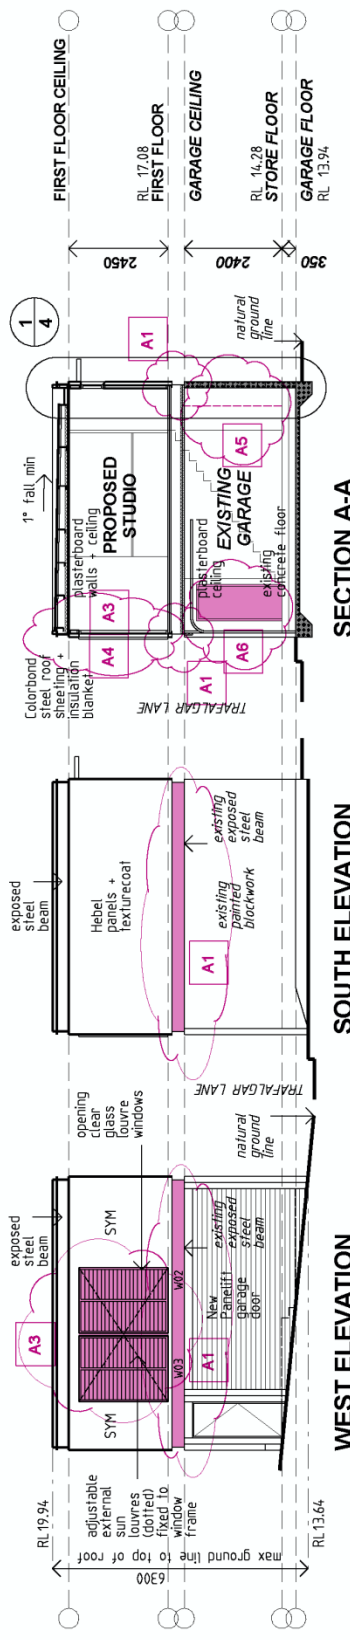 RL 19.94
6300
max ground line to top of roof
RL 13.64
adjustable
external
sun
louvres
(dotted)
fixed to
window
frame
A3
exposed
steel
beam
SYM
SYM
opening
clear
glass
louvre
windows
W03
W02
A1
existing
exposed
steel
beam
New
Panelift
garage
door
natural
ground
line
WEST ELEVATION
TRAFALGAR LANE
exposed
steel
beam
Hebel
panels +
texturecoat
A1
existing
painted
blockwork
existing
exposed
steel
beam
SOUTH ELEVATION
Colorbond
steel roof
sheeting +
insulation
blanket
1° fall min
A4
A3
plasterboard
walls + ceiling
PROPOSED
STUDIO
A1
1
4
TRAFALGAR LANE
A1
A6
plasterboard
ceiling
EXISTING
GARAGE
existing
concrete floor
A5
natural
ground
line
SECTION A-A
2450
2400
350
FIRST FLOOR CEILING
RL 17.08
FIRST FLOOR
GARAGE CEILING
RL 14.28
STORE FLOOR
GARAGE FLOOR
RL 13.94